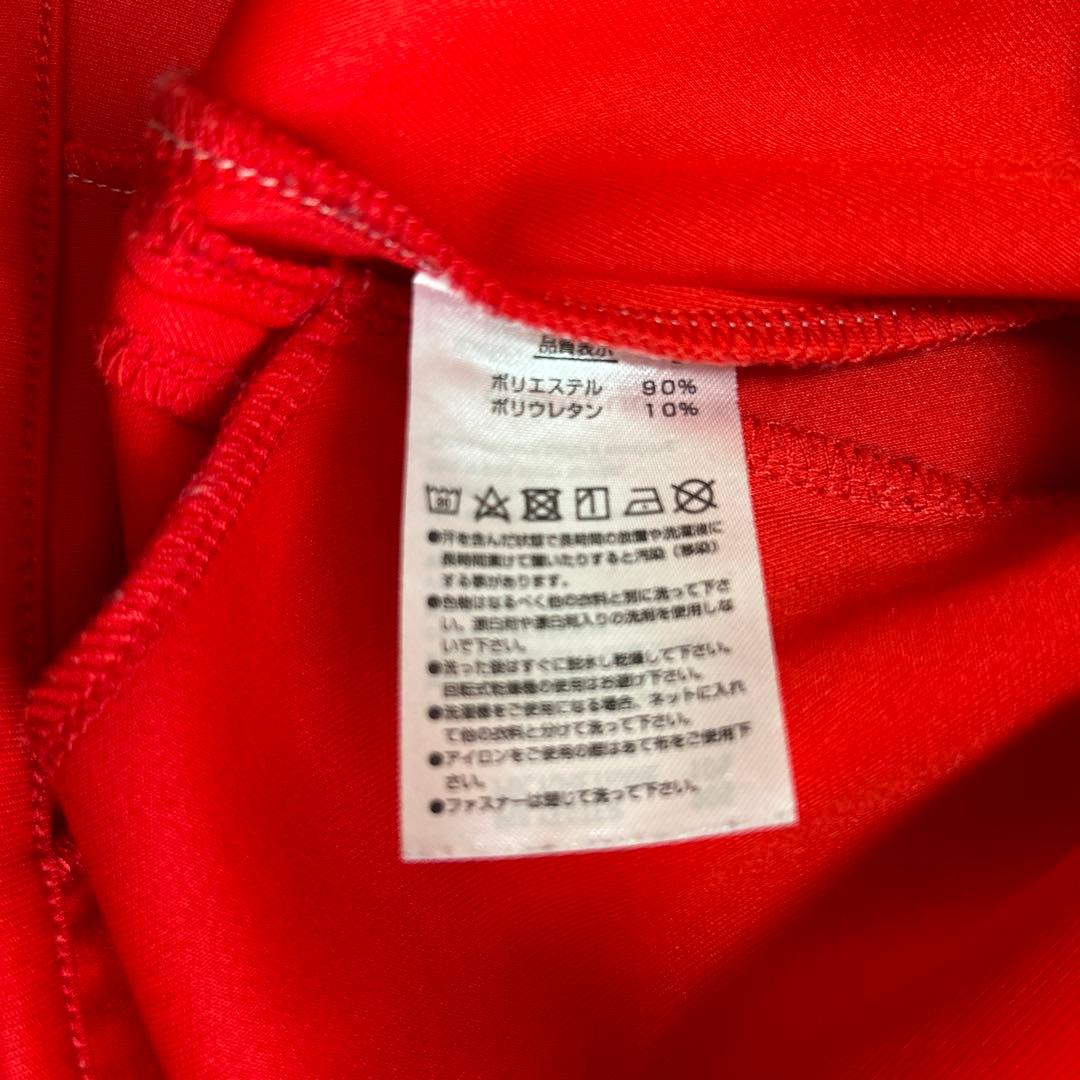 品質表示
ポリエステル 90%
ポリウレタン 10%
30
●汗を含んだ状態で長時間の放置や洗濯液に
長時間漬けて置いたりすると汚染(移染)
する事があります。
●色物はなるべく他の衣料と別に洗って下さ
い。漂白剤や漂白剤入りの洗剤を使用しな
いで下さい。
●洗った後はすぐに脱水し乾燥して下さい。
回転式乾燥機の使用はお避け下さい。
●洗濯機をご使用になる場合、ネットに入れ
て他の衣料と分けて洗って下さい。
●アイロンをご使用の際はあて布をご使用下
さい。
●ファスナーは閉じて洗って下さい。